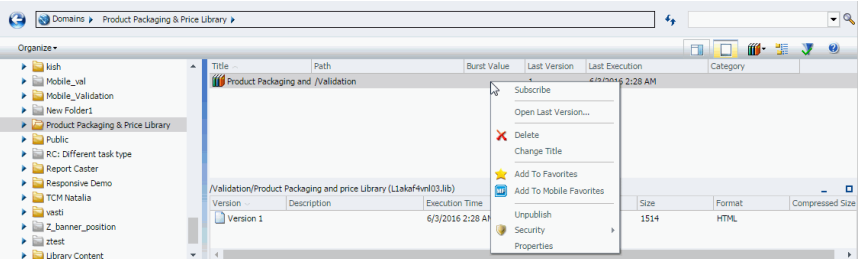 Domains Product Packaging & Price Library
Organize
kish
Mobile_val
Mobile_Validation
New Folder1
Product Packaging & Price Library
Public
RC: Different task type
Report Caster
Responsive Demo
TCM Natalia
vasti
Z_banner_position
ztest
Library Content
Title Path Burst Value Last Version Last Execution Category
Product Packaging and /Validation 1 6/3/2016 2:28 AM
Subscribe
Open Last Version...
Delete
Change Title
Add To Favorites
Add To Mobile Favorites
Unpublish
Security
Properties
/Validation/Product Packaging and price Library (L1akaf4vnl03.lib)
Version Description Execution Time Size Format Compressed Size
Version 1 6/3/2016 2:28 AM 1514 HTML